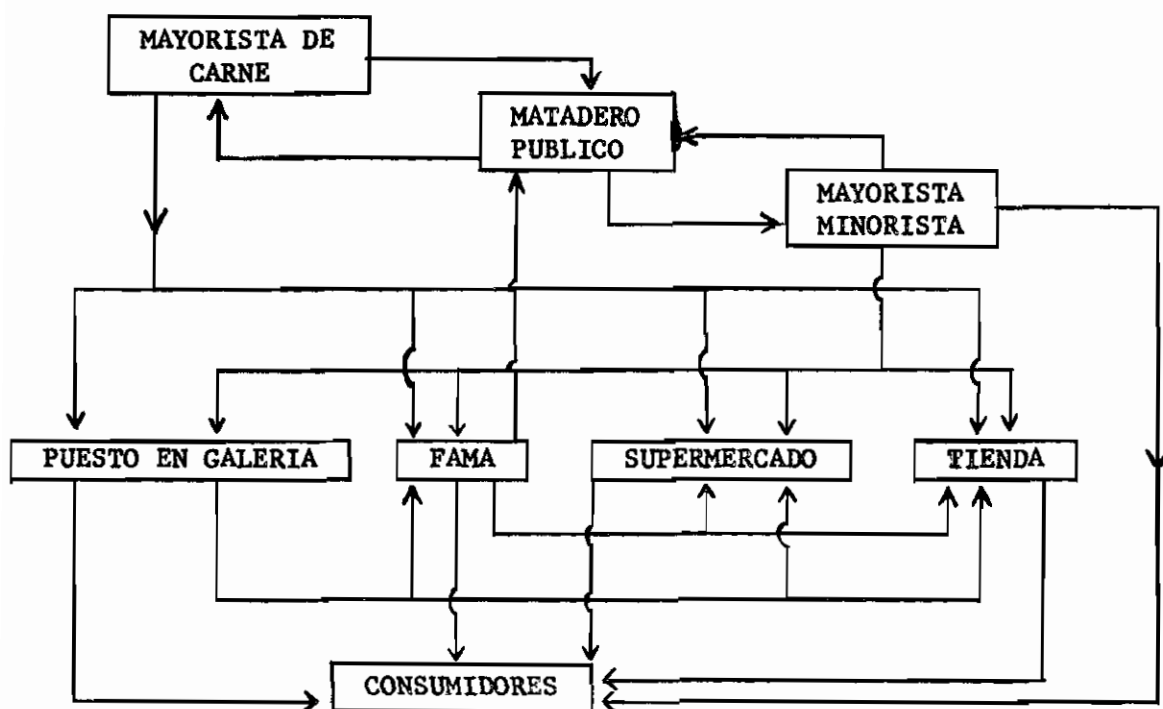 MAYORISTA DE
CARNE
MATADERO
PUBLICO
MAYORISTA
MINORISTA
PUESTO EN GALERIA
FAMA
SUPERMERCADO
TIENDA
CONSUMIDORES